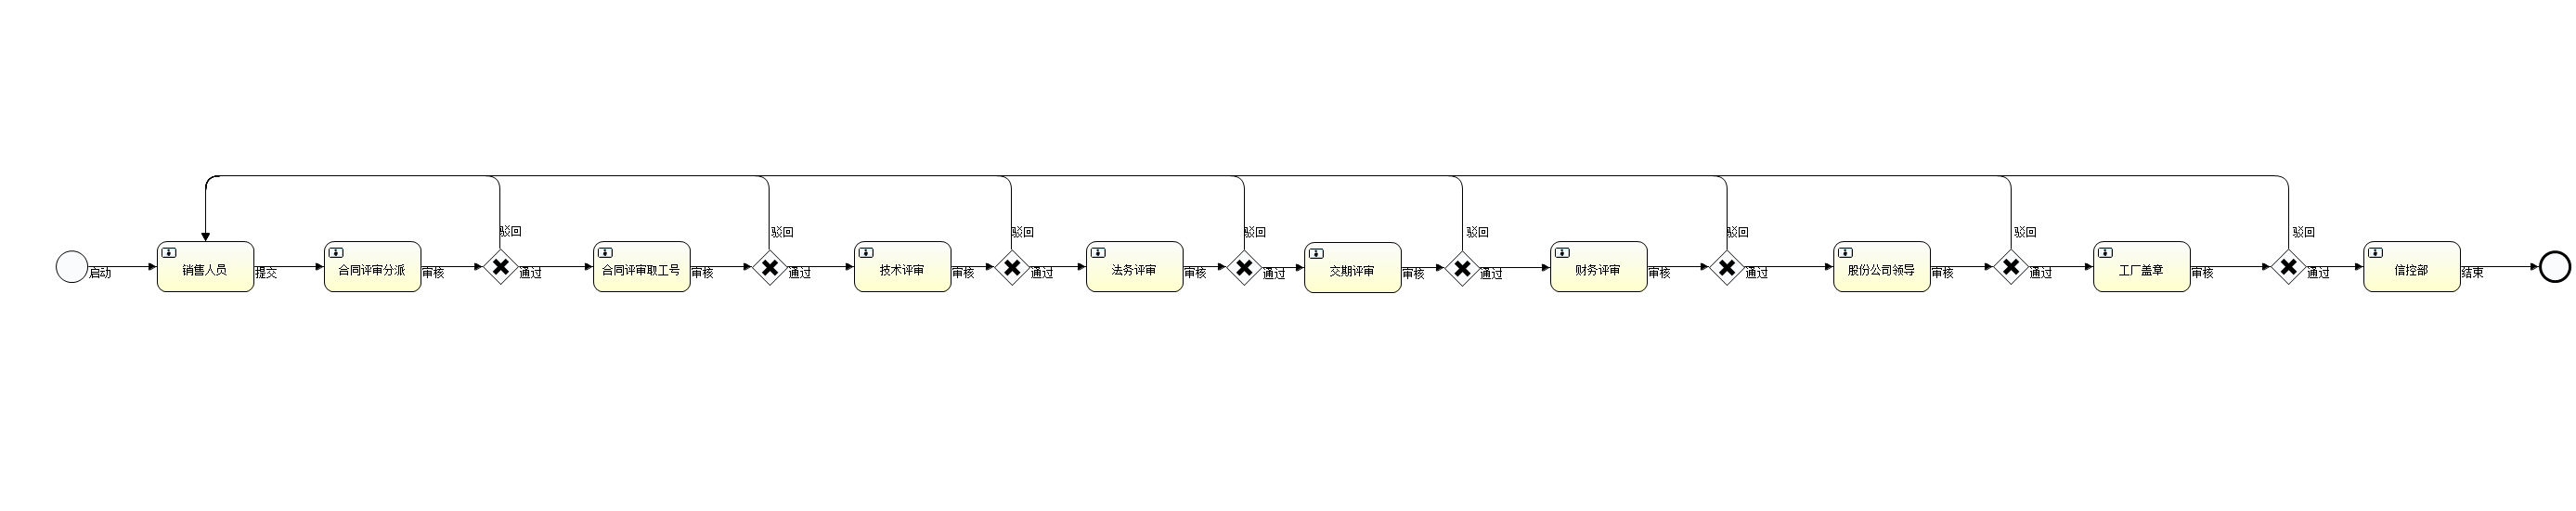 启动
销售人员
提交
合同评审分派
审核
驳回
通过
合同评审取工号
审核
驳回
通过
技术评审
审核
驳回
通过
法务评审
审核
驳回
通过
交期评审
审核
驳回
通过
财务评审
审核
驳回
通过
股份公司领导
审核
驳回
通过
工厂盖章
审核
驳回
通过
信控部
结束